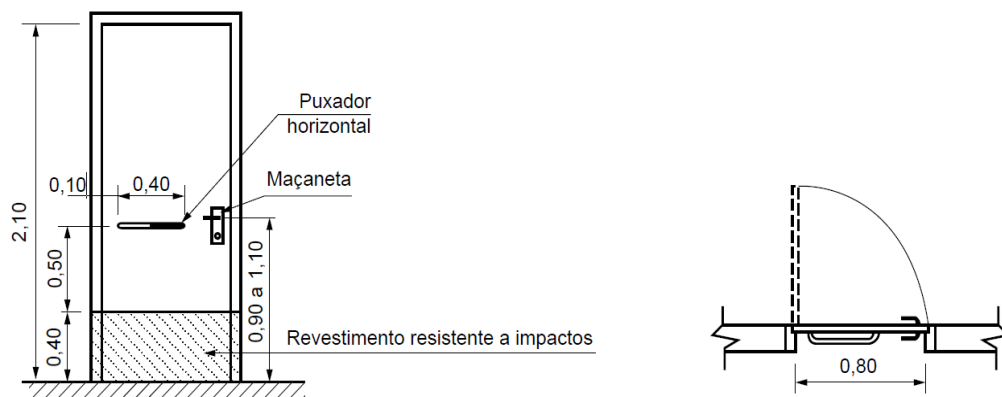 Puxador
horizontal
0,10
0,40
Maçaneta
2,10
0,50
0,90 a 1,10
0,40
Revestimento resistente a impactos
0,80